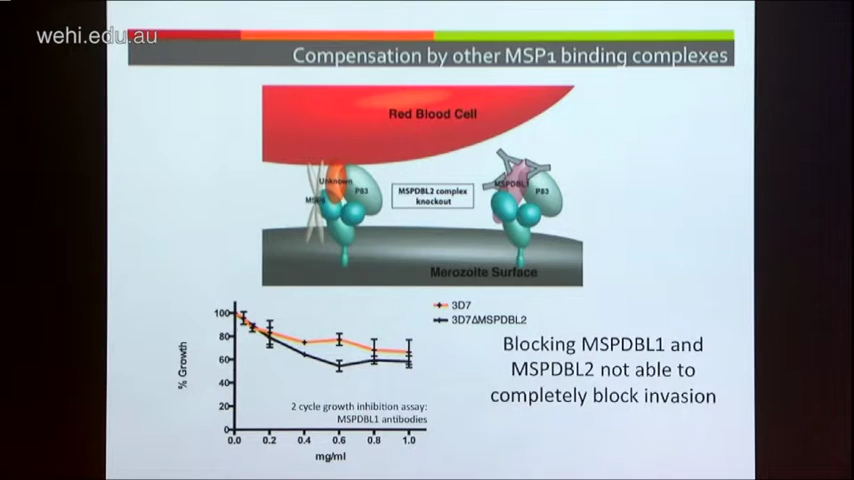 wehi.edu.au
Compensation by other MSP1 binding complexes
Red Blood Cell
Unknown
P83
MSPDBL2 complex
knockout
MSPDBL1
P83
Merozoite Surface
3D7
3D7ΔMSPDBL2
% Growth
100
80
60
40
20
0
0.0 0.2 0.4 0.6 0.8 1.0
mg/ml
2 cycle growth inhibition assay:
MSPDBL1 antibodies
Blocking MSPDBL1 and
MSPDBL2 not able to
completely block invasion